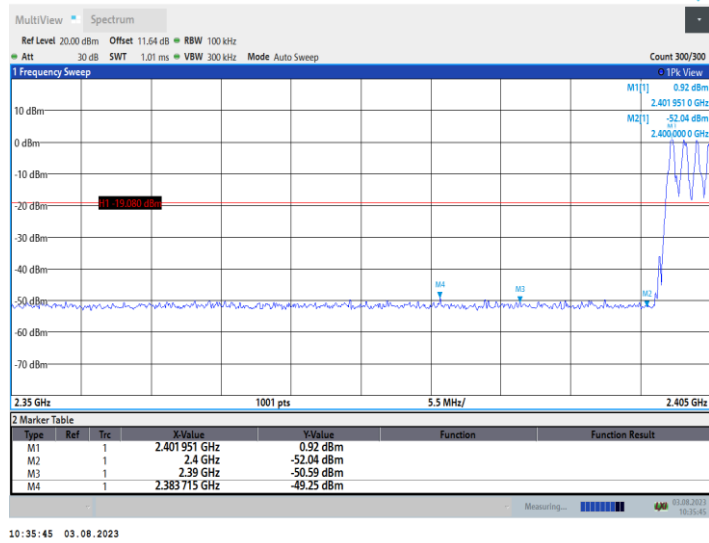 MultiView Spectrum
Ref Level 20.00 dBm Offset 11.64 dB RBW 100 kHz
Att 30 dB SWT 1.01 ms VBW 300 kHz Mode Auto Sweep Count 300/300
1 Frequency Sweep 1Pk View
M1[1] 0.92 dBm
2.401 951 0 GHz
M2[1] -52.04 dBm
2.400 000 0 GHz
M1
10 dBm
0 dBm
-10 dBm
H1 -19.080 dBm
-20 dBm
-30 dBm
-40 dBm
M4 M3 M2
-50 dBm
-60 dBm
-70 dBm
2.35 GHz 1001 pts 5.5 MHz/ 2.405 GHz
2 Marker Table
Type Ref Trc X-Value Y-Value Function Function Result
M1 1 2.401 951 GHz 0.92 dBm
M2 1 2.4 GHz -52.04 dBm
M3 1 2.39 GHz -50.59 dBm
M4 1 2.383 715 GHz -49.25 dBm
Measuring... 03.08.2023
10:35:45
10:35:45 03.08.2023